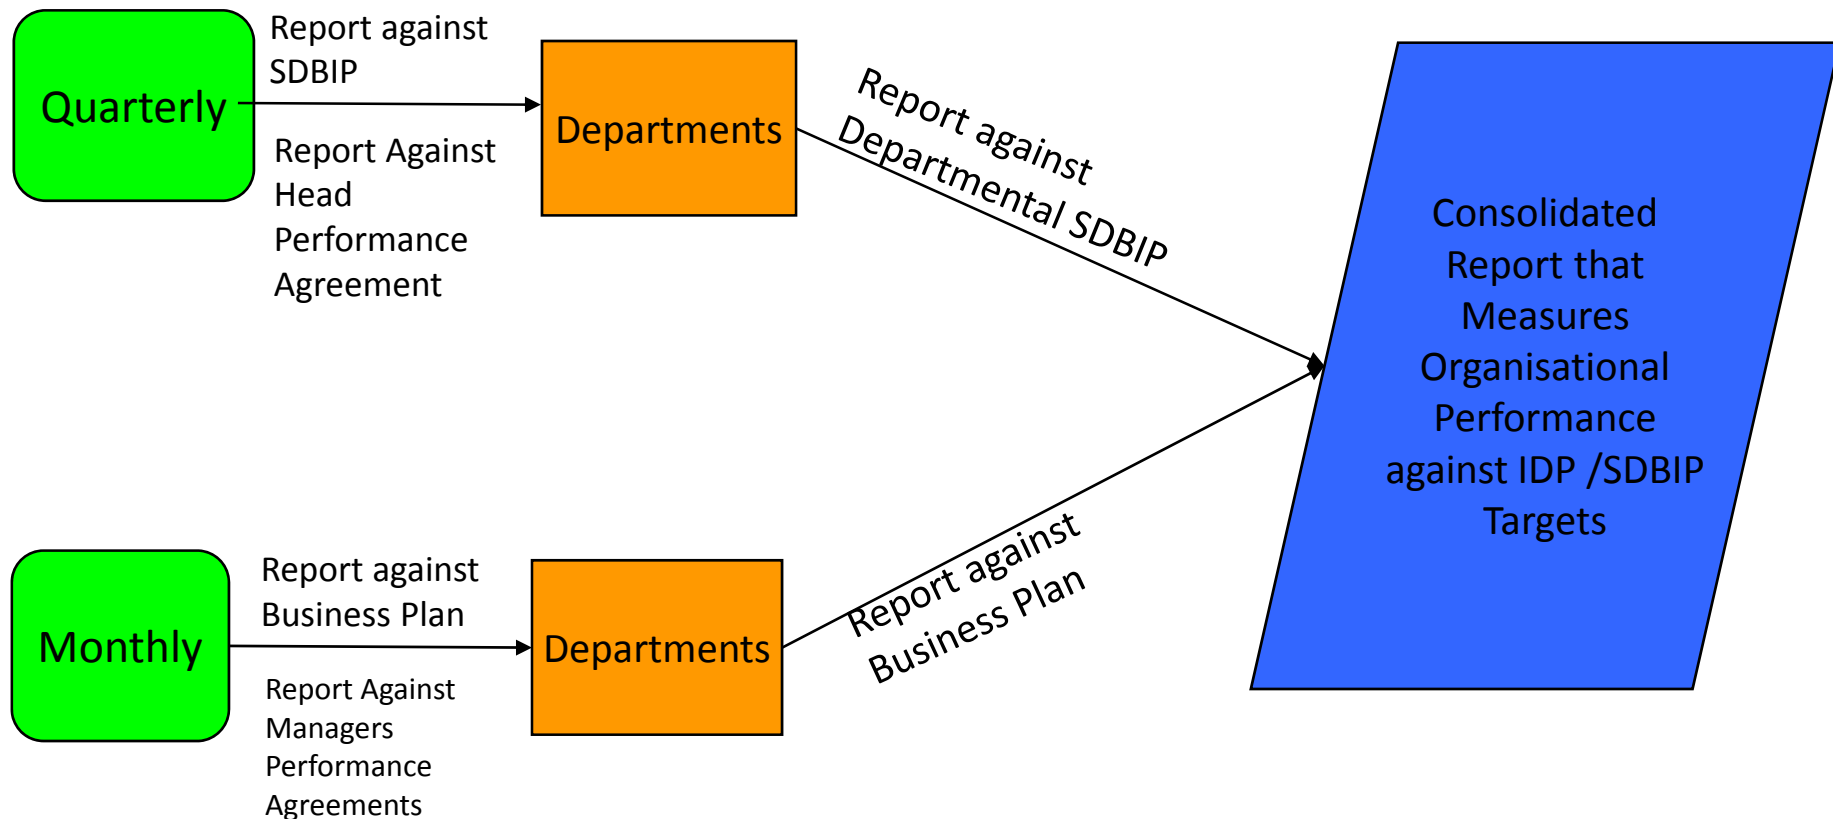 Quarterly
Report against
SDBIP
Report Against
Head
Performance
Agreement
Departments
Report against
Departmental SDBIP
Consolidated
Report that
Measures
Organisational
Performance
against IDP /SDBIP
Targets
Monthly
Report against
Business Plan
Report Against
Managers
Performance
Agreements
Departments
Report against
Business Plan